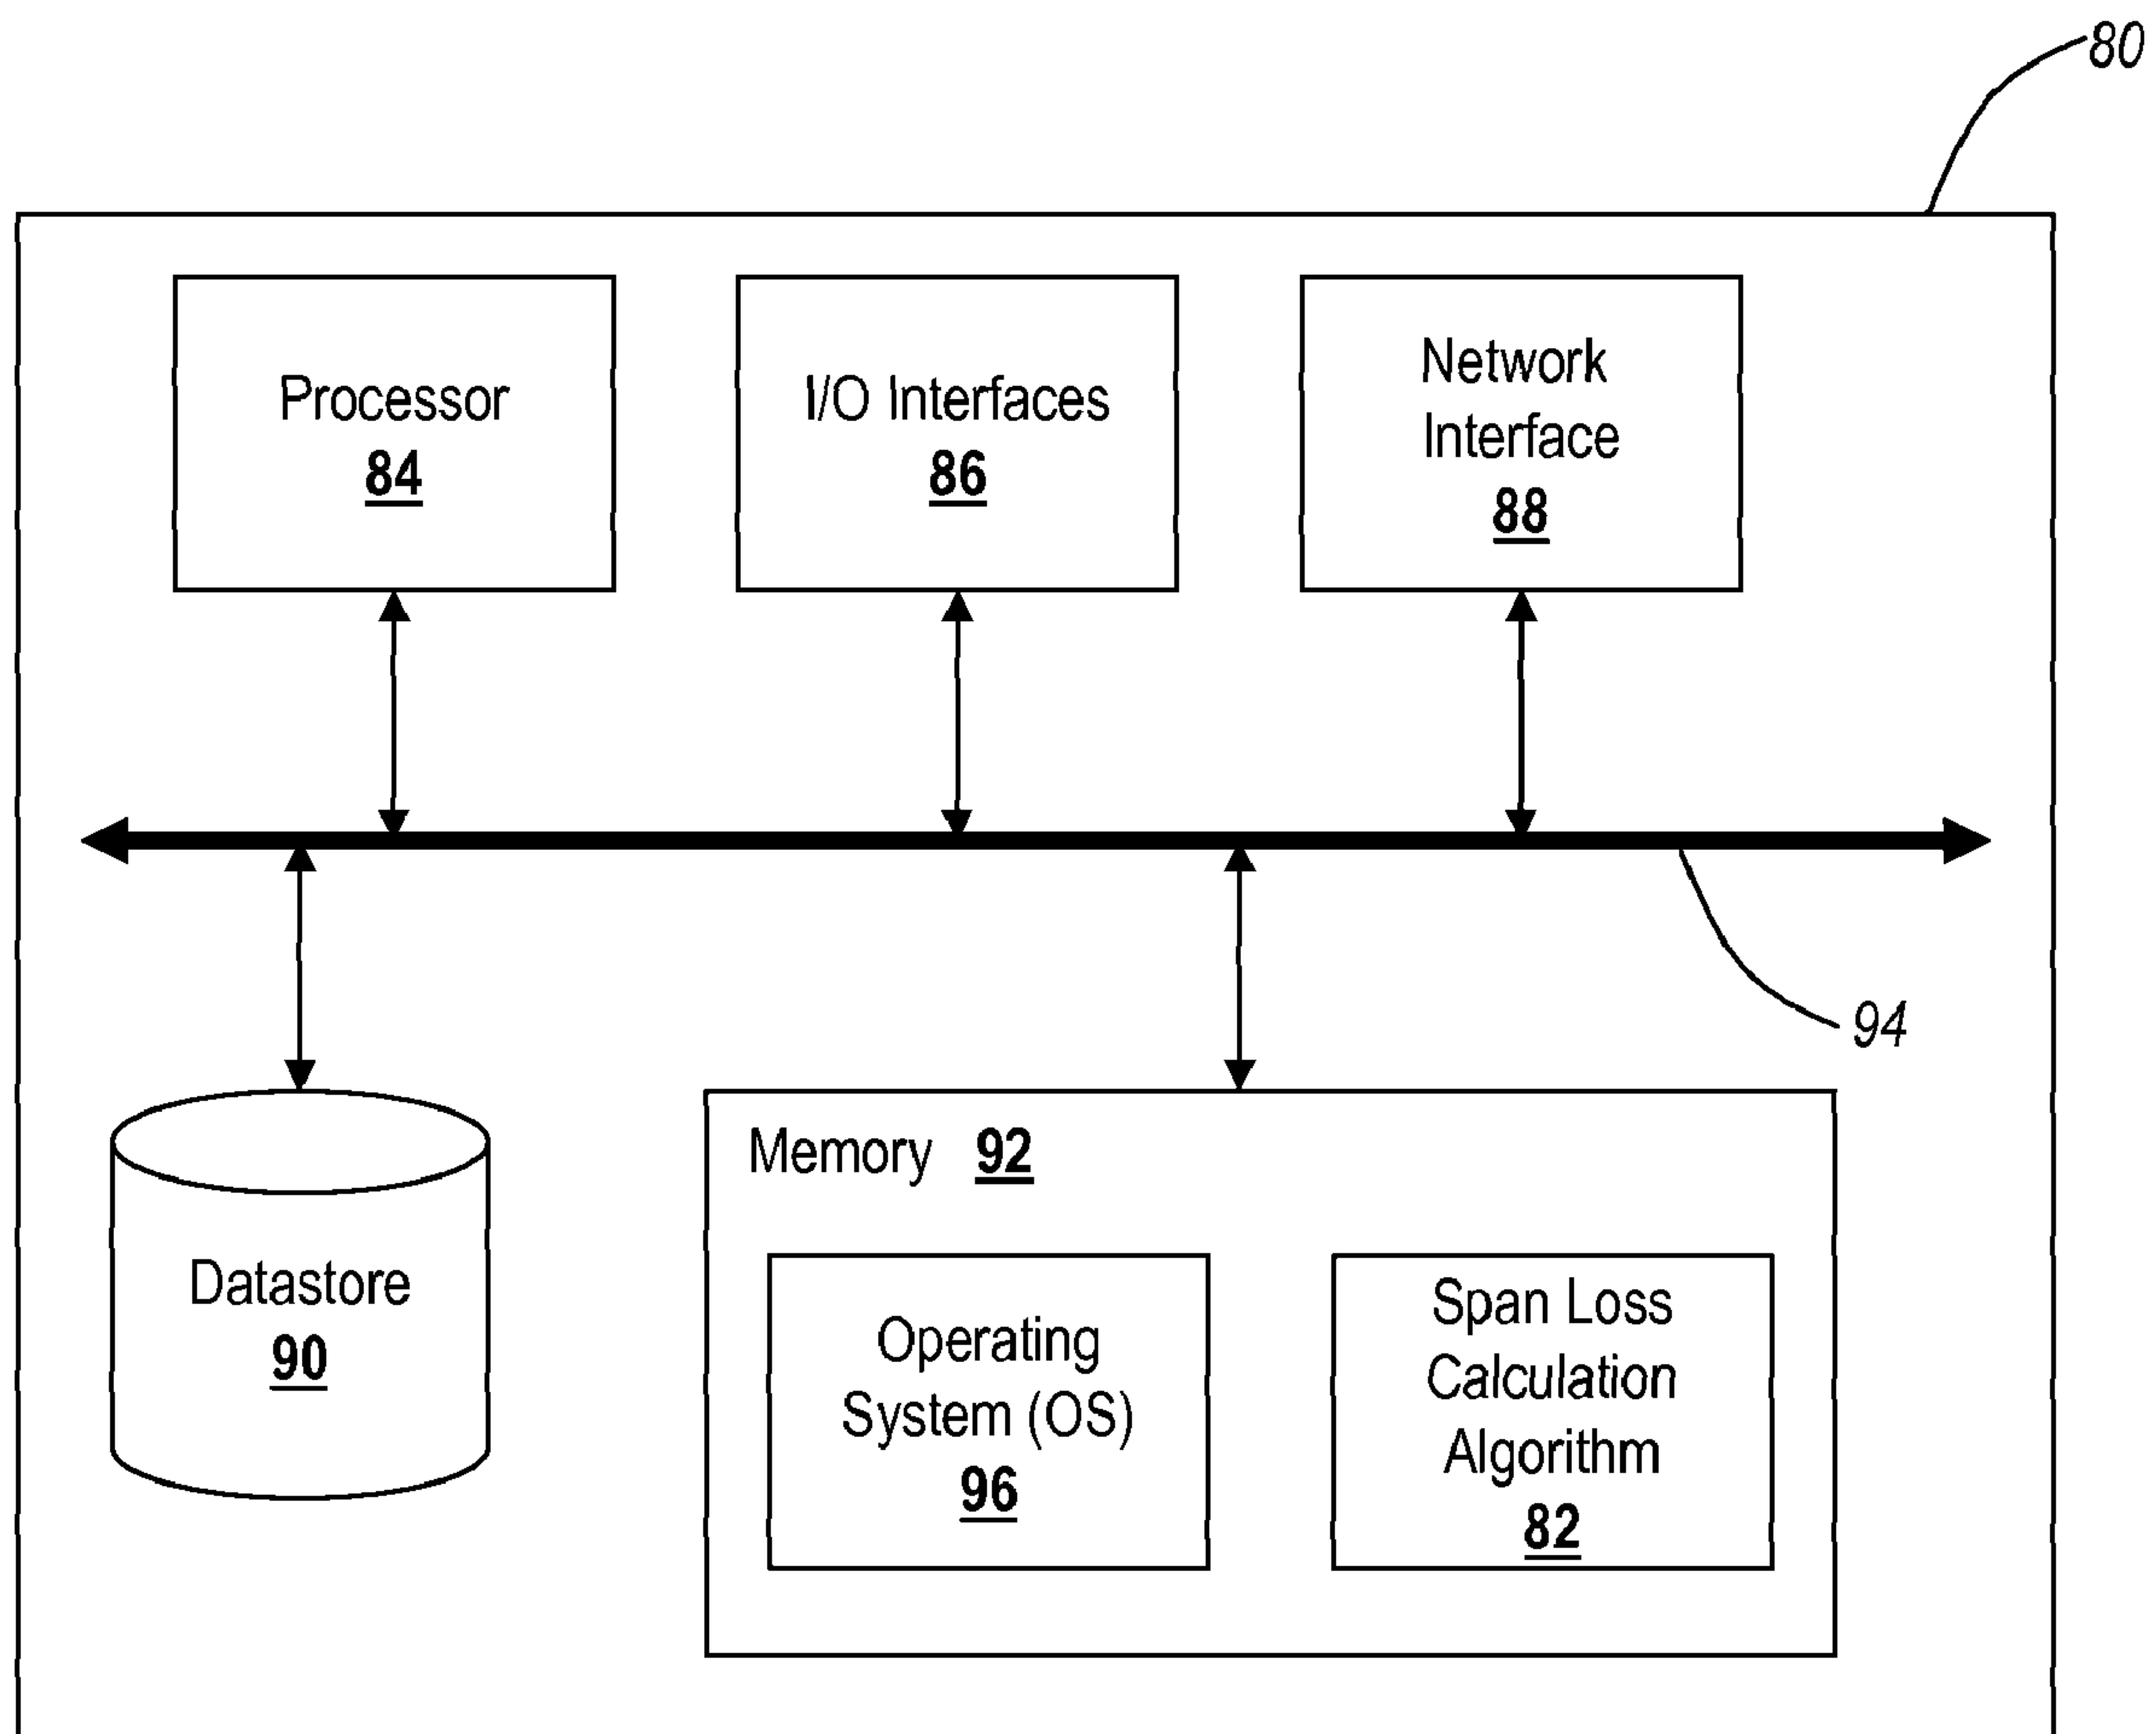 80
Processor
84
I/O Interfaces
86
Network
Interface
88
94
Datastore
90
Memory 92
Operating
System (OS)
96
Span Loss
Calculation
Algorithm
82